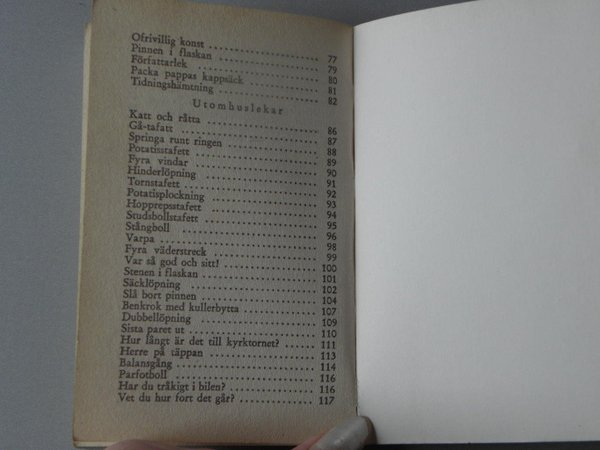 Ofrivillig konst ........ 77
Pinnen i flaskan ........ 79
Författarlek ........ 80
Packa pappas kappsäck ........ 81
Tidningshämtning ........ 82
Utomhuslekar
Katt och råtta ........ 86
Gå-tafatt ........ 87
Springa runt ringen ........ 88
Potatisstafett ........ 89
Fyra vindar ........ 90
Hinderlöpning ........ 91
Tornstafett ........ 92
Potatisplockning ........ 93
Hopprepsstafett ........ 94
Studsbollstafett ........ 95
Stångboll ........ 96
Varpa ........ 98
Fyra väderstreck ........ 99
Var så god och sitt! ........ 100
Stenen i flaskan ........ 101
Säcklöpning ........ 102
Slå bort pinnen ........ 104
Benkrok med kullerbytta ........ 107
Dubbellöpning ........ 109
Sista paret ut ........ 110
Hur långt är det till kyrktornet? ........ 111
Herre på täppan ........ 113
Balansgång ........ 114
Parfotboll ........ 116
Har du tråkigt i bilen? ........ 116
Vet du hur fort det går? ........ 117